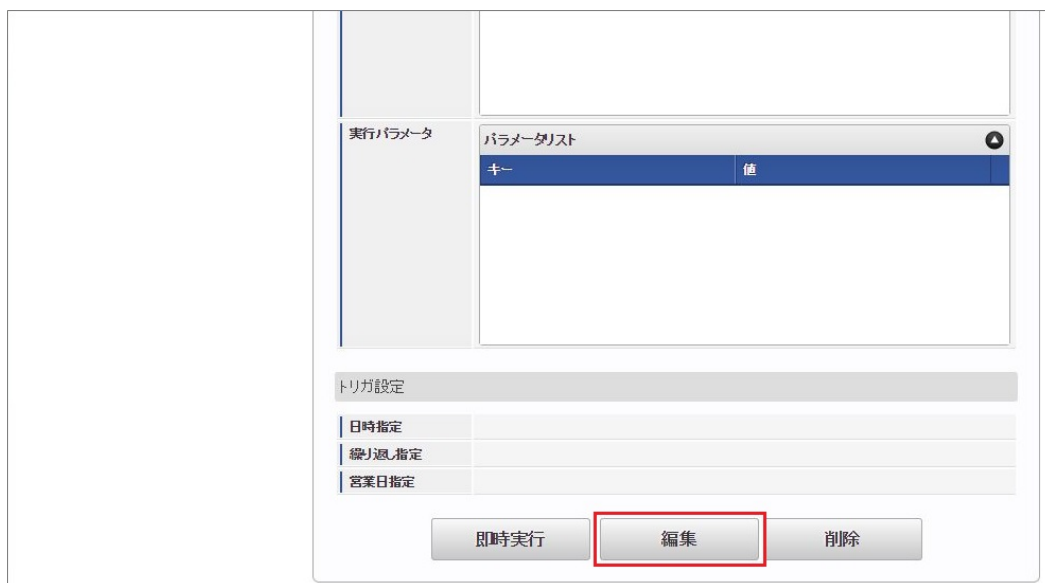 実行パラメータ
パラメータリスト
キー 値
トリガ設定
日時指定
繰り返し指定
営業日指定
即時実行 編集 削除